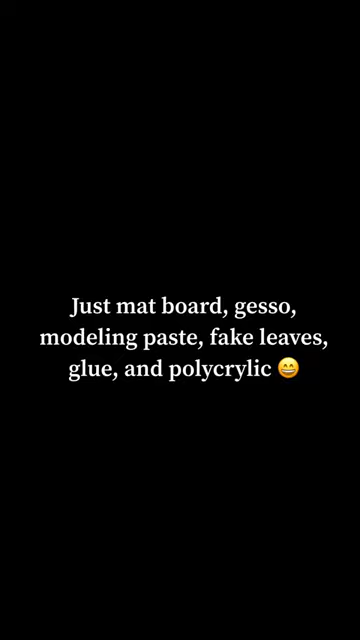 Just mat board, gesso,
modeling paste, fake leaves,
glue, and polycrylic 😄